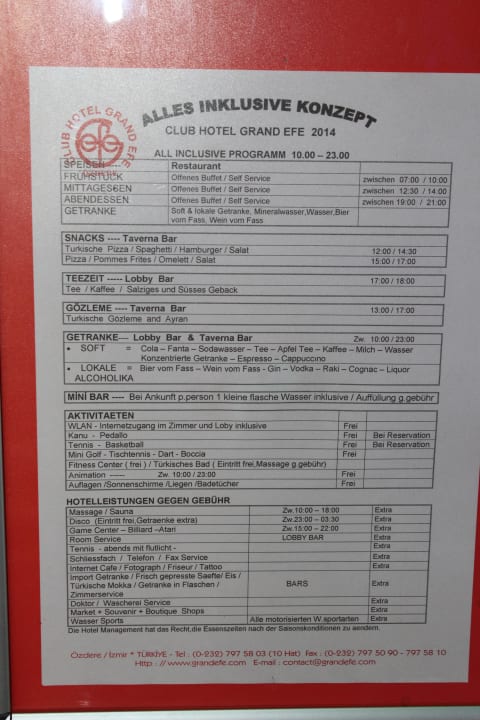 ALLES INKLUSIVE KONZEPT
CLUB HOTEL GRAND EFE
CLUB HOTEL GRAND EFE 2014
ALL INCLUSIVE PROGRAMM 10.00 – 23.00
SPEISEN ---- Restaurant
FRÜHSTÜCK Offenes Buffet / Self Service zwischen 07:00 / 10:00
MITTAGESSEN Offenes Buffet / Self Service zwischen 12:30 / 14:00
ABENDESSEN Offenes Buffet / Self Service zwischen 19:00 / 21:00
GETRANKE Soft & lokale Getranke, Mineralwasser,Wasser,Bier
vom Fass, Wein vom Fass
SNACKS ---- Taverna Bar
Turkische Pizza / Spaghetti / Hamburger / Salat 12:00 / 14:30
Pizza / Pommes Frites / Omelett / Salat 15:00 / 17:00
TEEZEIT ----- Lobby Bar 17:00 / 18:00
Tee / Kaffee / Salziges und Süsses Geback
GÖZLEME ---- Taverna Bar 13:00 / 17:00
Turkische Gözleme and Ayran
GETRANKE— Lobby Bar & Taverna Bar Zw. 10:00 / 23:00
• SOFT = Cola – Fanta – Sodawasser – Tee – Apfel Tee – Kaffee – Milch – Wasser
Konzentrierte Getranke – Espresso – Cappuccino
• LOKALE = Bier vom Fass – Wein vom Fass - Gin – Vodka – Raki – Cognac – Liquor
ALCOHOLIKA
MİNİ BAR ---- Bei Ankunft p.person 1 kleine flasche Wasser inklusive / Auffülung g.gebühr
AKTIVITAETEN
WLAN - Internetzugang im Zimmer und Loby inklusive Frei
Kanu - Pedallo Frei Bei Reservation
Tennis - Basketball Frei Bei Reservation
Mini Golf - Tischtennis - Dart - Boccia Frei
Fitness Center ( frei ) / Türkisches Bad ( Eintritt frei,Massage g.gebühr)
Animation ------ Zw. 10:00 / 23:00 Frei
Auflagen /Sonnenschirme /Liegen /Badetücher Frei
HOTELLEISTUNGEN GEGEN GEBÜHR
Massage / Sauna Zw.10:00 – 18:00 Extra
Disco (Eintritt frei,Getraenke extra) Zw.23:00 – 03:30 Extra
Game Center – Billiard –Atari Zw.15:00 – 22:00 Extra
Room Service LOBBY BAR Extra
Tennis - abends mit flutlicht - Extra
Schliessfach / Telefon / Fax Service Extra
Internet Cafe / Fotograph / Friseur / Tattoo Extra
Import Getranke / Frisch gepresste Saefte/ Eis /
Türkische Mokka / Getranke in Flaschen / BARS Extra
Zimmerservice
Doktor / Wascherei Service Extra
Market + Souvenir + Boutique Shops Extra
Wasser Sports Alle motorisierten W.sportarten Extra
Die Hotel Management hat das Recht,die Essenszeiten nach der Saisonskonditionen zu aendern.
Özdere / Izmir * TÜRKİYE - Tel : (0-232) 797 58 03 (10 Hat) Fax : (0-232) 797 50 90 - 797 58 10
Http : // www.grandefe.com E-mail : contact@grandefe.com